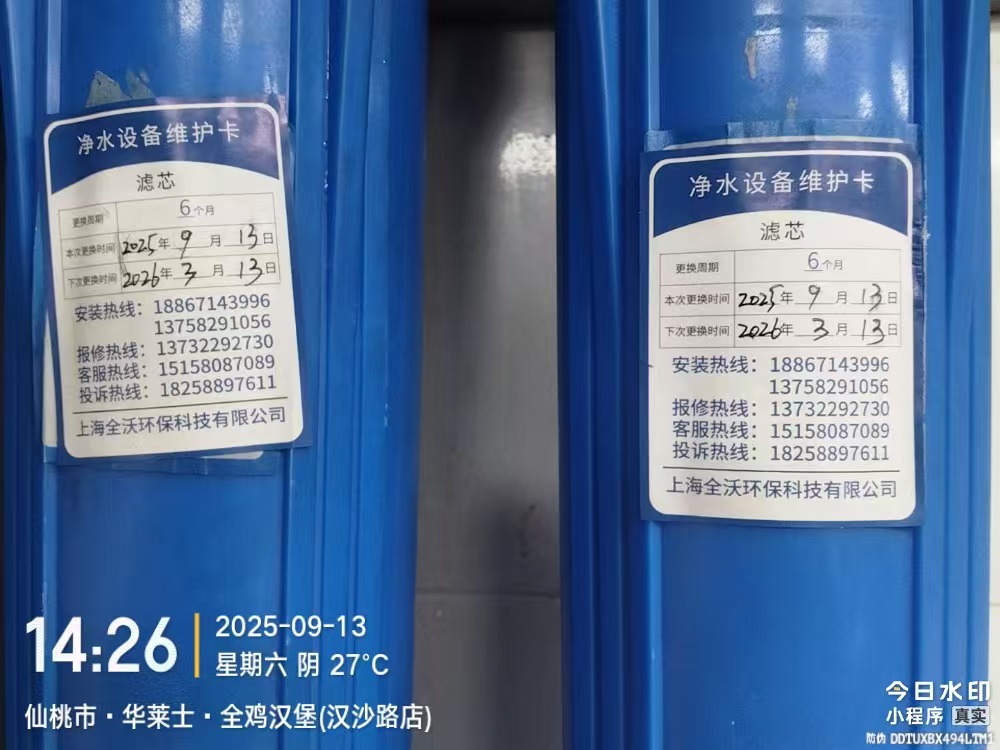 净水设备维护卡
滤芯
更换周期 6个月
本次更换时间 2025年 9 月 13日
下次更换时间 2026年 3 月 13日
安装热线：18867143996
13758291056
报修热线：13732292730
客服热线：15158087089
投诉热线：18258897611
上海全沃环保科技有限公司
净水设备维护卡
滤芯
更换周期 6个月
本次更换时间 2025年 9 月 13日
下次更换时间 2026年 3 月 13日
安装热线：18867143996
13758291056
报修热线：13732292730
客服热线：15158087089
投诉热线：18258897611
上海全沃环保科技有限公司
14:26
2025-09-13
星期六 阴 27°C
仙桃市·华莱士·全鸡汉堡(汉沙路店)
今日水印
小程序 真实
防伪 DDTUXBX494LTM1